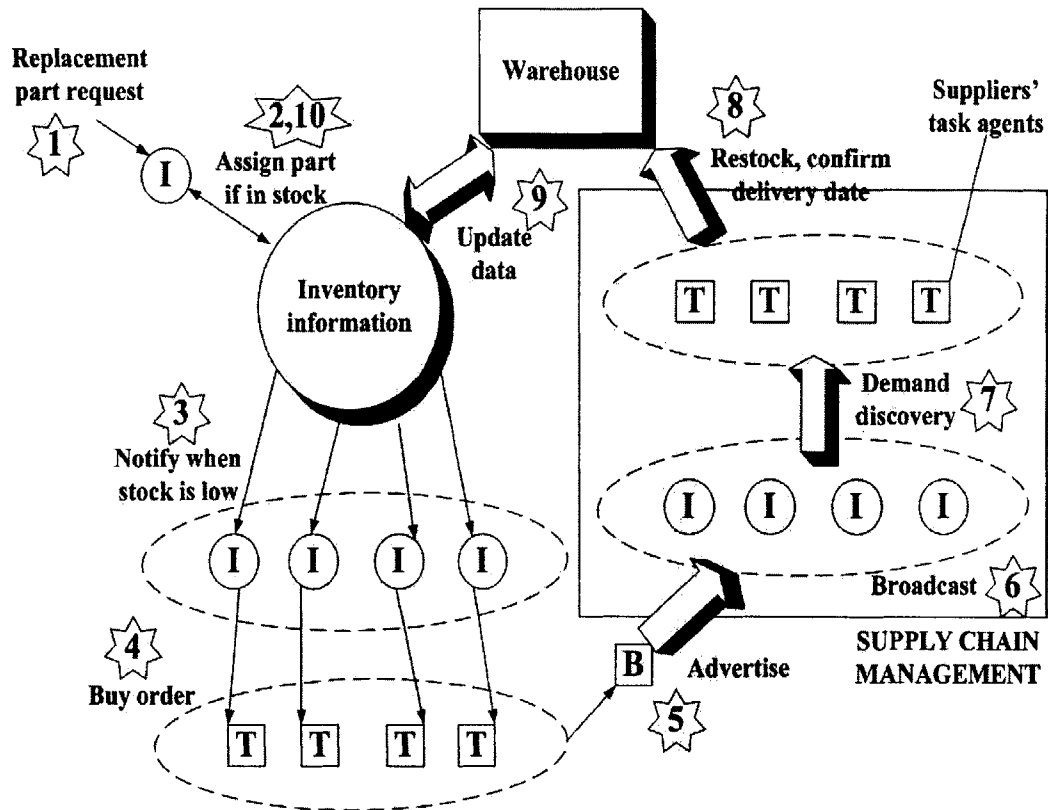 Replacement
part request
1
I
2,10
Assign part
if in stock
Warehouse
9
Update
data
8
Restock, confirm
delivery date
Suppliers'
task agents
Inventory
information
T T T T
Demand
discovery
7
3
Notify when
stock is low
I I I I
I I I I
Broadcast
6
SUPPLY CHAIN
MANAGEMENT
4
Buy order
B
Advertise
5
T T T T